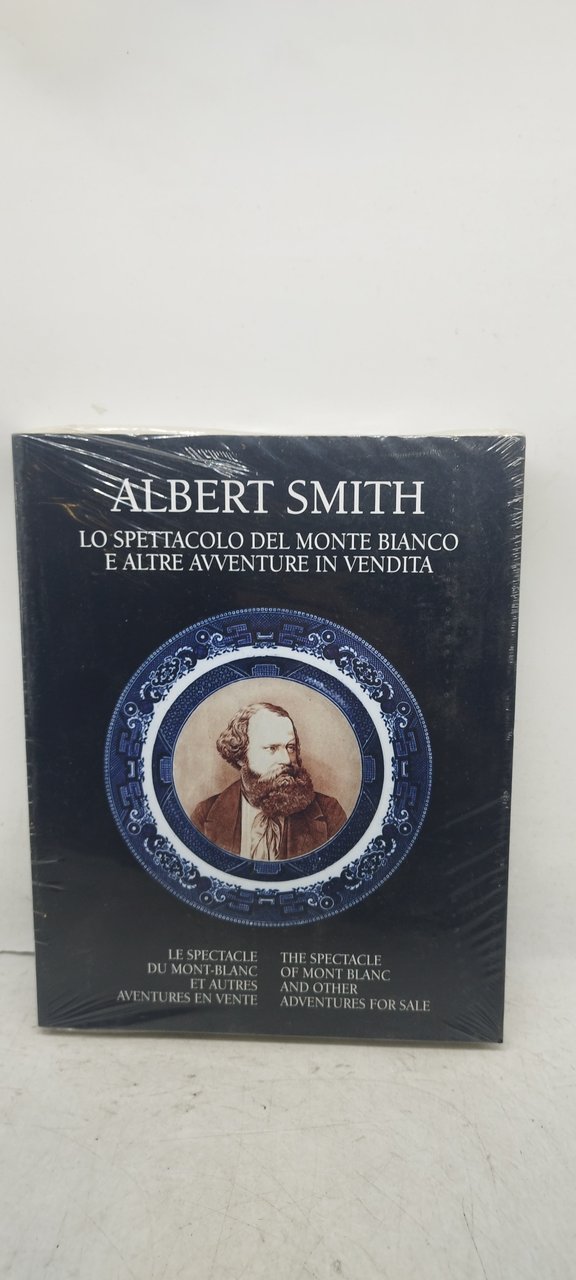 ALBERT SMITH
LO SPETTACOLO DEL MONTE BIANCO
E ALTRE AVVENTURE IN VENDITA
LE SPECTACLE
DU MONT-BLANC
ET AUTRES
AVENTURES EN VENTE
THE SPECTACLE
OF MONT BLANC
AND OTHER
ADVENTURES FOR SALE